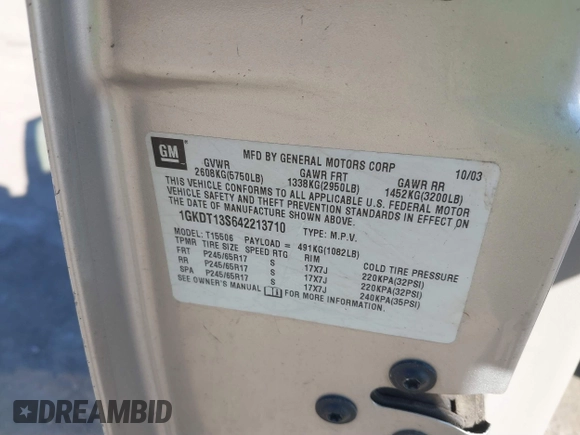 GM
MFD BY GENERAL MOTORS CORP 10/03
GVWR GAWR FRT GAWR RR
2608KG(5750LB) 1338KG(2950LB) 1452KG(3200LB)
THIS VEHICLE CONFORMS TO ALL APPLICABLE U.S. FEDERAL MOTOR
VEHICLE SAFETY AND THEFT PREVENTION STANDARDS IN EFFECT ON
THE DATE OF MANUFACTURE SHOWN ABOVE.
1GKDT13S642213710 TYPE: M.P.V.
MODEL: T15506 PAYLOAD = 491KG(1082LB)
TPMR TIRE SIZE SPEED RTG RIM COLD TIRE PRESSURE
FRT P245/65R17 S 17X7J 220KPA(32PSI)
RR P245/65R17 S 17X7J 220KPA(32PSI)
SPA P245/65R17 S 17X7J 240KPA(35PSI)
SEE OWNER'S MANUAL FOR MORE INFORMATION.
DREAMBID